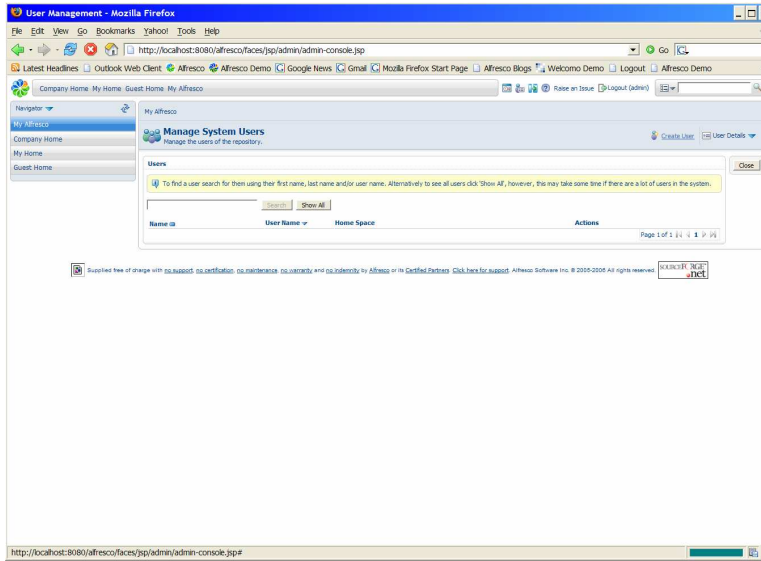 User Management - Mozilla Firefox
File Edit View Go Bookmarks Yahoo! Tools Help
http://localhost:8080/alfresco/faces/jsp/admin/admin-console.jsp Go
Latest Headlines Outlook Web Client Alfresco Alfresco Demo Google News Gmail Mozilla Firefox Start Page Alfresco Blogs Welcomo Demo Logout Alfresco Demo
Company Home My Home Guest Home My Alfresco Raise an Issue Logout (admin)
Navigator
My Alfresco
Company Home
My Home
Guest Home
My Alfresco
Manage System Users
Manage the users of the repository.
Create User User Details
Users
Close
To find a user search for them using their first name, last name and/or user name. Alternatively to see all users click 'Show All', however, this may take some time if there are a lot of users in the system.
Search Show All
Name User Name Home Space Actions
Page 1 of 1 1
Supplied free of charge with no support, no certification, no maintenance, no warranty and no indemnity by Alfresco or its Certified Partners. Click here for support. Alfresco Software Inc. © 2005-2006 All rights reserved.
SOURCEFORGE .net
http://localhost:8080/alfresco/faces/jsp/admin/admin-console.jsp#